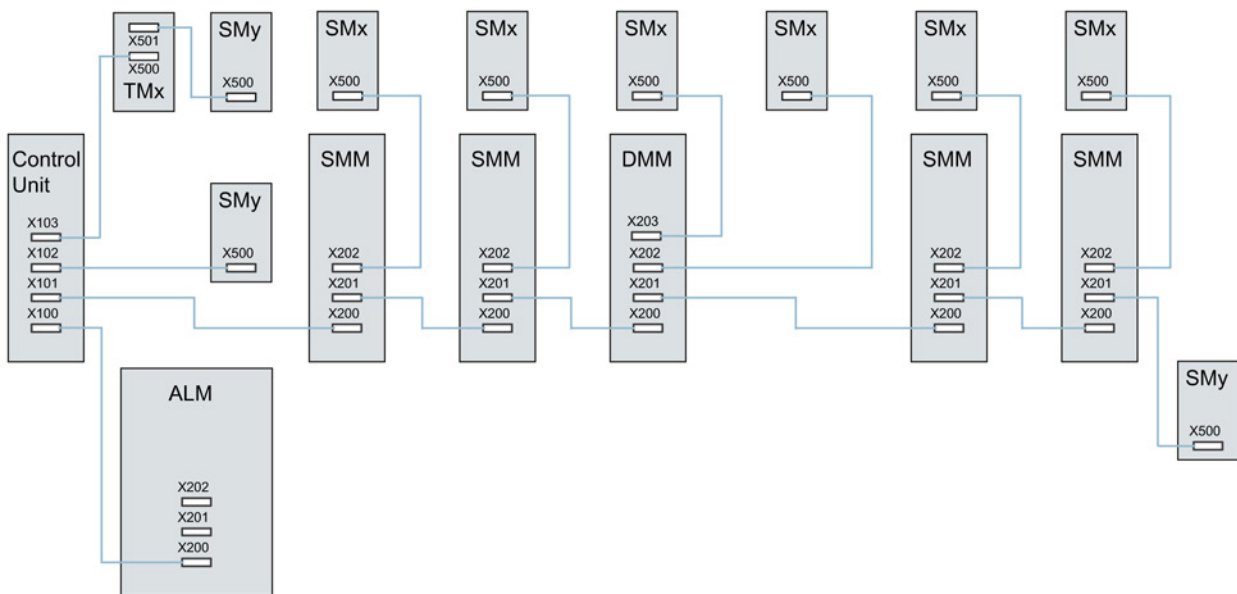 X501
X500
TMx
SMy
X500
SMx
X500
SMx
X500
SMx
X500
SMx
X500
SMx
X500
SMx
X500
Control
Unit
X103
X102
X101
X100
SMy
X500
SMM
X202
X201
X200
SMM
X202
X201
X200
DMM
X203
X202
X201
X200
SMM
X202
X201
X200
SMM
X202
X201
X200
SMy
X500
ALM
X202
X201
X200